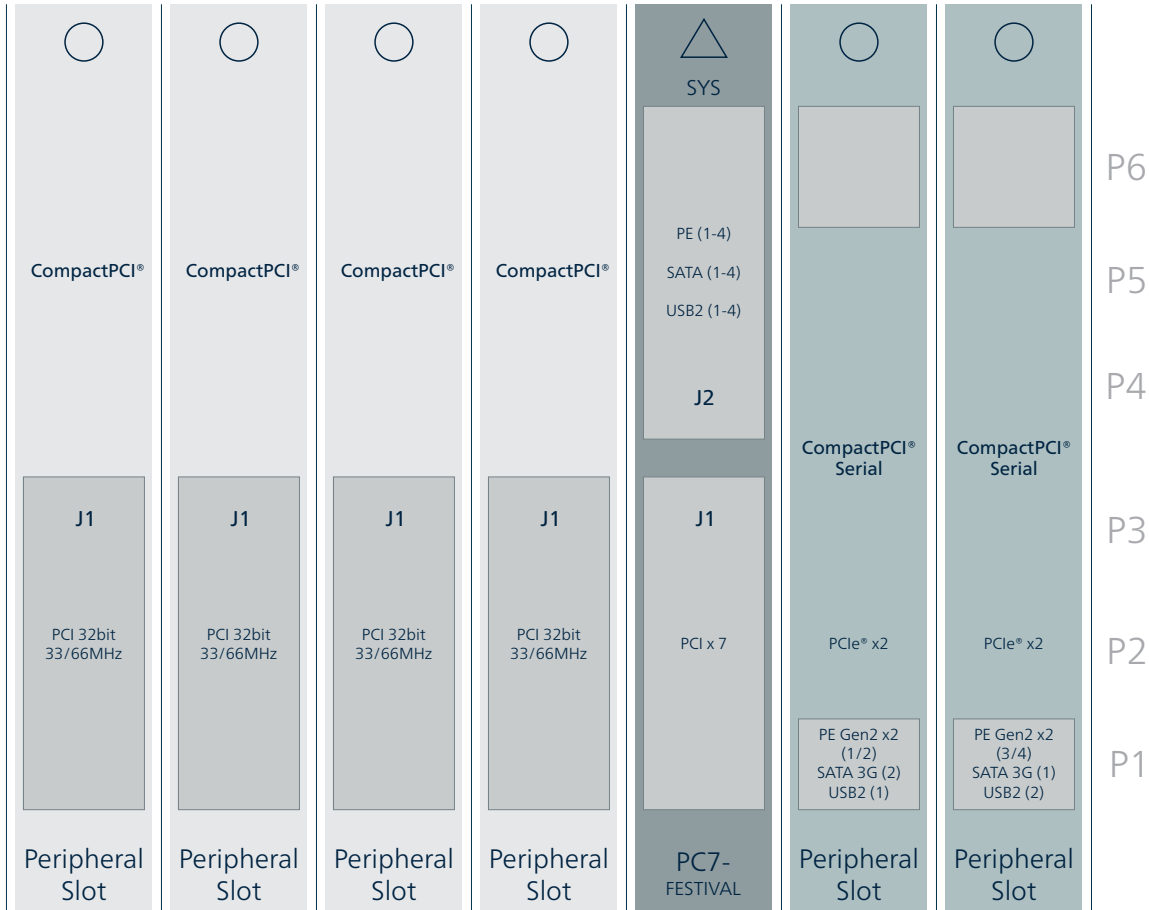 CompactPCI®
J1
PCI 32bit
33/66MHz
Peripheral
Slot
CompactPCI®
J1
PCI 32bit
33/66MHz
Peripheral
Slot
CompactPCI®
J1
PCI 32bit
33/66MHz
Peripheral
Slot
CompactPCI®
J1
PCI 32bit
33/66MHz
Peripheral
Slot
SYS
PE (1-4)
SATA (1-4)
USB2 (1-4)
J2
J1
PCI x 7
PC7-
FESTIVAL
CompactPCI®
Serial
PCIe® x2
PE Gen2 x2
(1/2)
SATA 3G (2)
USB2 (1)
Peripheral
Slot
CompactPCI®
Serial
PCIe® x2
PE Gen2 x2
(3/4)
SATA 3G (1)
USB2 (2)
Peripheral
Slot
P6
P5
P4
P3
P2
P1